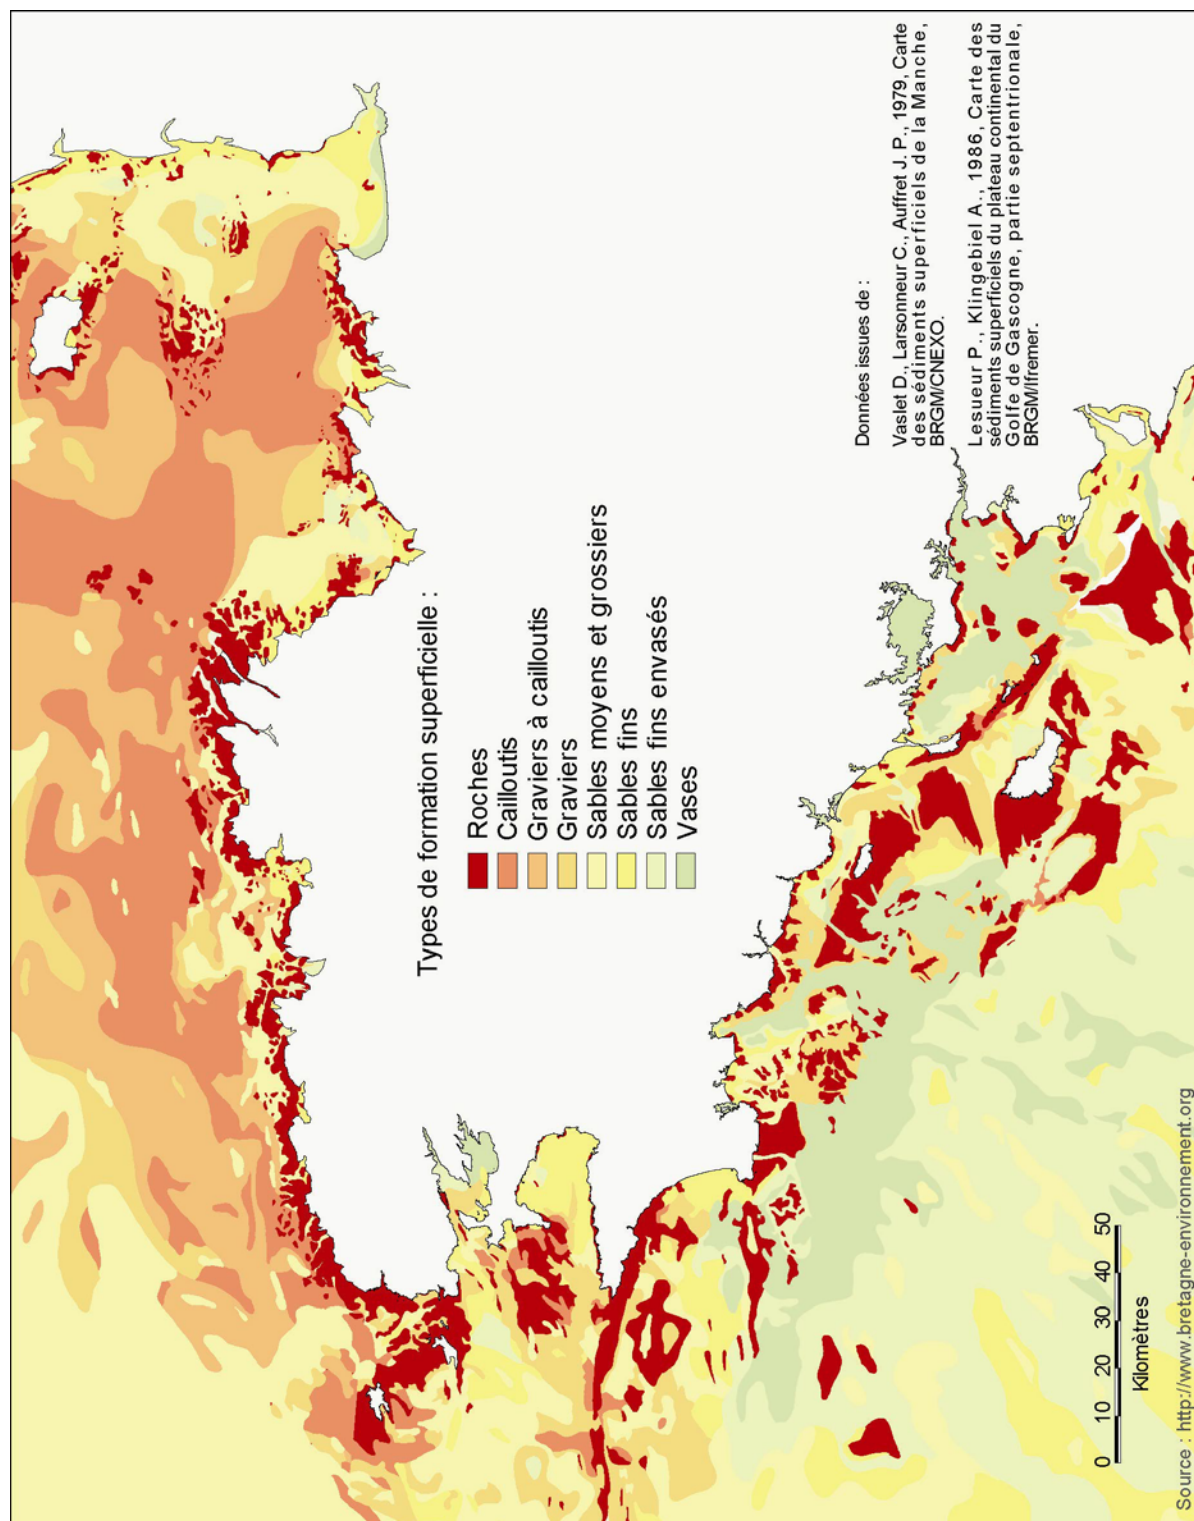 Types de formation superficielle :
Roches
Cailloutis
Graviers à cailloutis
Graviers
Sables moyens et grossiers
Sables fins
Sables fins envasés
Vases
Données issues de :
Vaslet D., Larsonneur C., Auffret J. P., 1979, Carte
des sédiments superficiels de la Manche,
BRGM/CNEXO.
Lesueur P., Klingebiel A., 1986, Carte des
sédiments superficiels du plateau continental du
Golfe de Gascogne, partie septentrionale,
BRGM/Ifremer.
0 10 20 30 40 50
Kilomètres
Source : http://www.bretagne-environnement.org